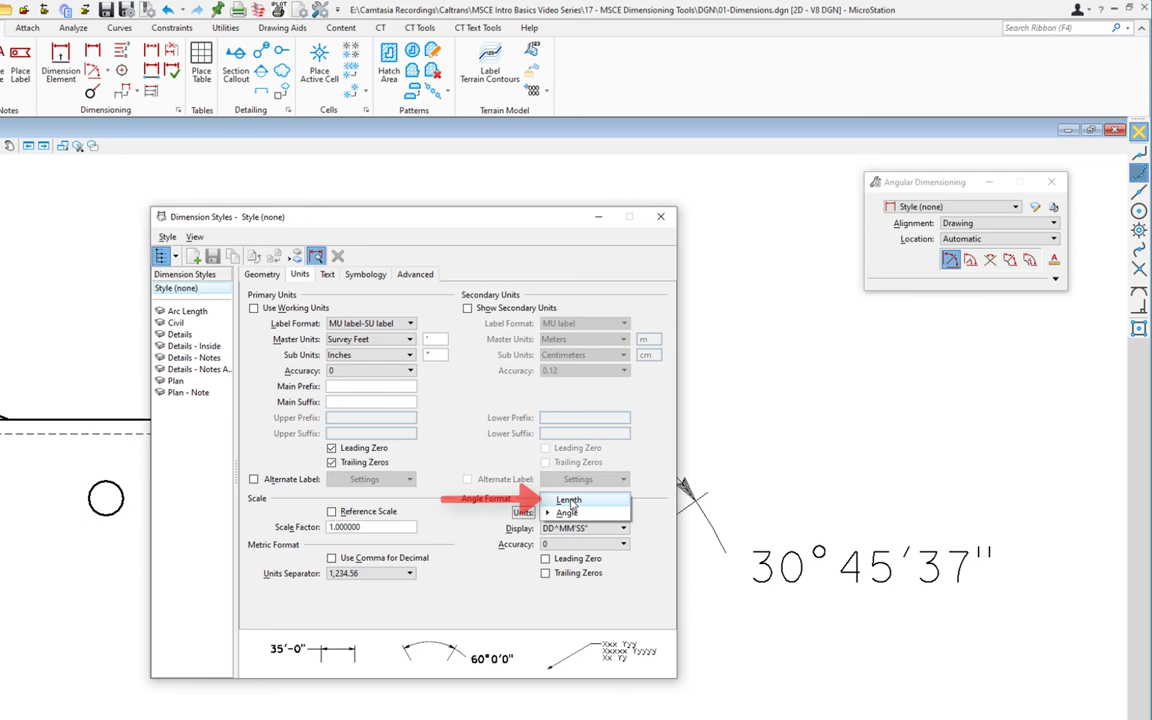 E:\Camtasia Recordings\Caltrans\MSCE Intro Basics Video Series\17 - MSCE Dimensioning Tools\DGN\01-Dimensions.dgn [2D - V8 DGN] - MicroStation
Attach Analyze Curves Constraints Utilities Drawing Aids Content CT CT Tools CT Text Tools Help
Search Ribbon (F4)
Place Label
Dimension Element
Place Table
Section Callout
Place Active Cell
Hatch Area
Label Terrain Contours
Notes Dimensioning Tables Detailing Cells Patterns Terrain Model
Angular Dimensioning
Style (none)
Alignment: Drawing
Location: Automatic
Dimension Styles - Style (none)
Style View
Dimension Styles
Style (none)
Arc Length
Civil
Details
Details - Inside
Details - Notes
Details - Notes A...
Plan
Plan - Note
Geometry Units Text Symbology Advanced
Primary Units
Use Working Units
Label Format: MU label-SU label
Master Units: Survey Feet '
Sub Units: Inches "
Accuracy: 0
Main Prefix:
Main Suffix:
Upper Prefix:
Upper Suffix:
Leading Zero
Trailing Zeros
Alternate Label: Settings
Scale
Reference Scale
Scale Factor: 1.000000
Metric Format
Use Comma for Decimal
Units Separator: 1,234.56
Secondary Units
Show Secondary Units
Label Format: MU label
Master Units: Meters m
Sub Units: Centimeters cm
Accuracy: 0.12
Lower Prefix:
Lower Suffix:
Leading Zero
Trailing Zeros
Alternate Label: Settings
Angle Format
Units:
Length
Angle
Display: DD^MM'SS"
Accuracy: 0
Leading Zero
Trailing Zeros
35'-0"
60°0'0"
Xxx Yyy
Xxxxx Yyyyy
Xx Yy
30°45'37"